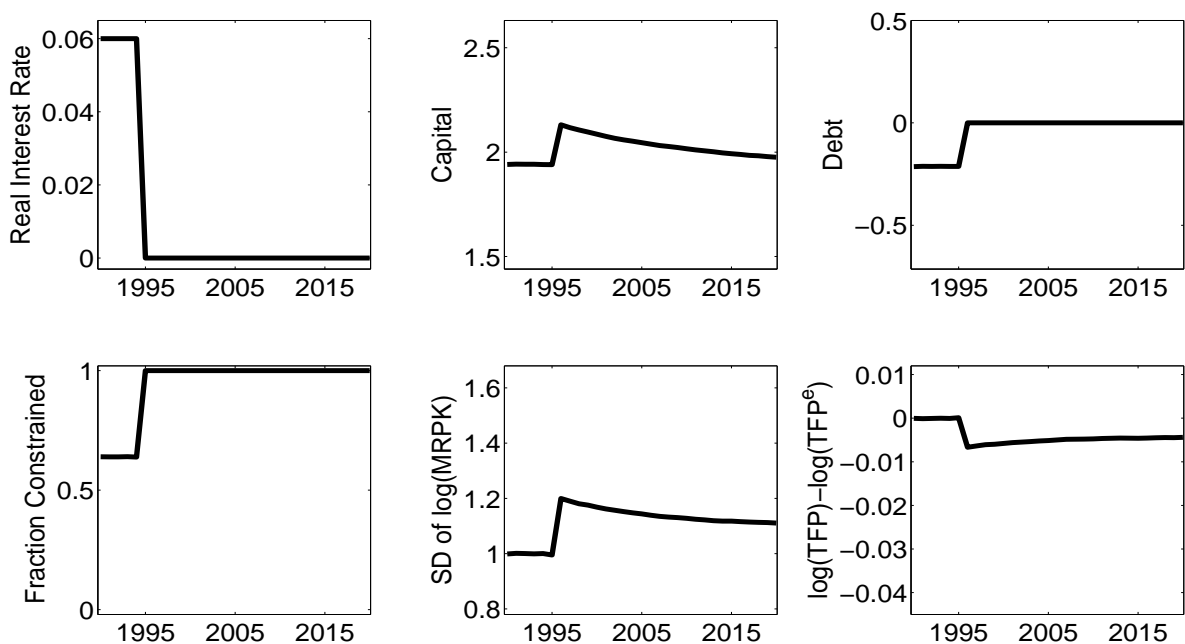 Real Interest Rate
0.06
0.04
0.02
0
1995 2005 2015
Capital
2.5
2
1.5
1995 2005 2015
Debt
0.5
0
−0.5
1995 2005 2015
Fraction Constrained
1
0.5
0
1995 2005 2015
SD of log(MRPK)
1.6
1.4
1.2
1
0.8
1995 2005 2015
log(TFP)−log(TFPᵉ)
0.01
0
−0.01
−0.02
−0.03
−0.04
1995 2005 2015